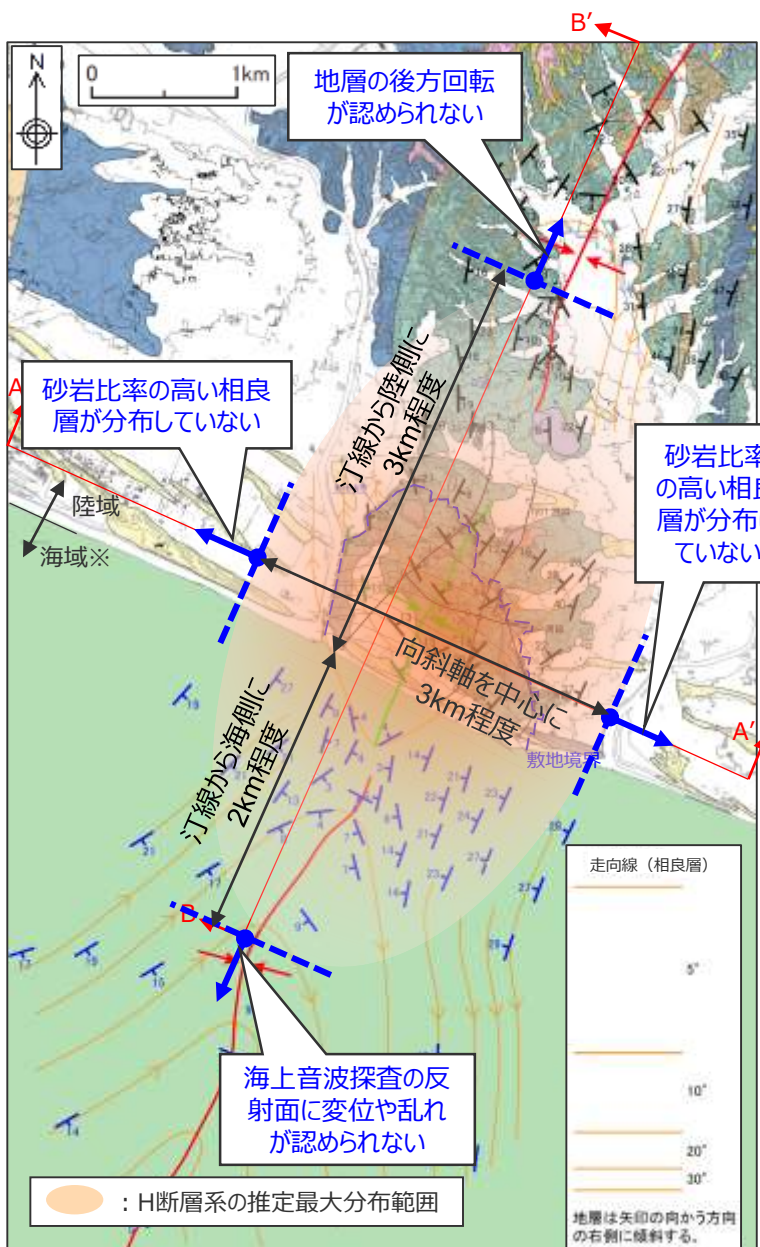 B′
N
0 1km
地層の後方回転
が認められない
砂岩比率の高い相良
層が分布していない
A
陸域
海域※
汀線から陸側に
3km程度
砂岩比率
の高い相良
層が分布
ていない
向斜軸を中心に
3km程度
A′
敷地境界
汀線から海側に
2km程度
B
走向線（相良層）
5°
10°
20°
30°
地層は矢印の向かう方向
の右側に傾斜する。
海上音波探査の反
射面に変位や乱れ
が認められない
：H断層系の推定最大分布範囲